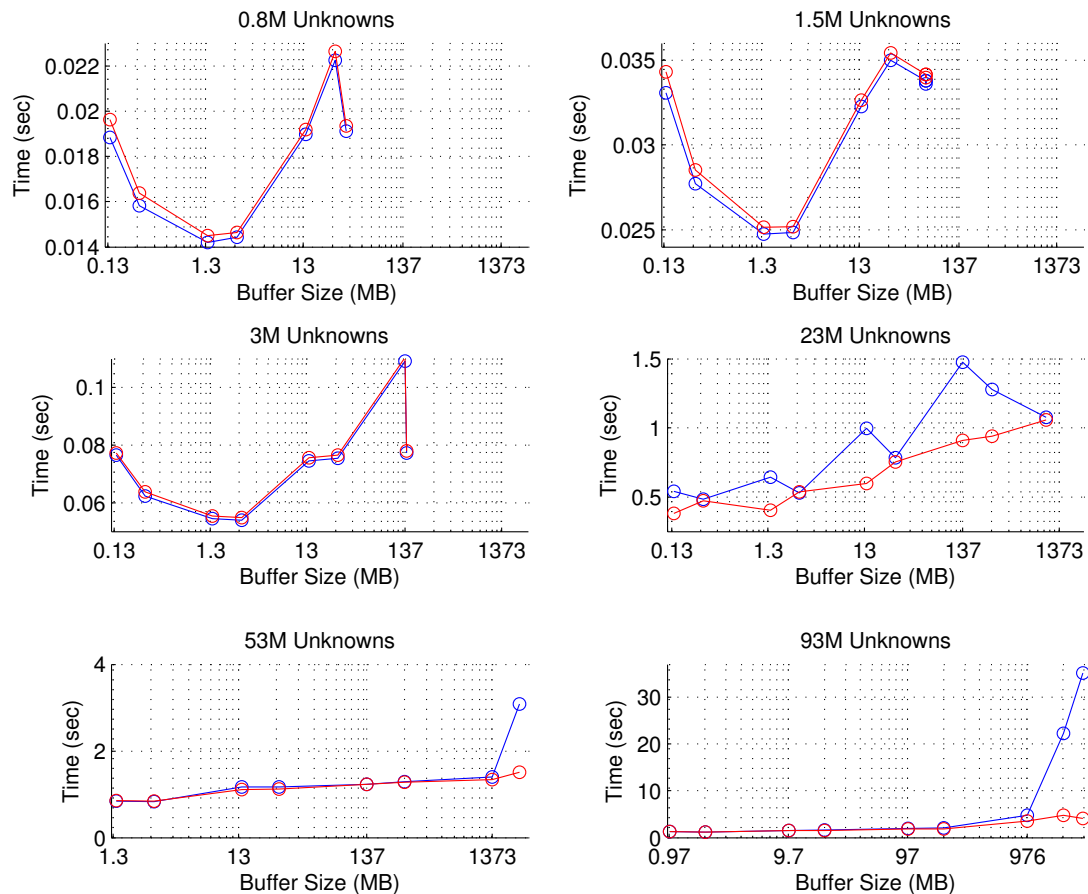 0.8M Unknowns
0.022
0.02
0.018
0.016
0.014
Time (sec)
0.13 1.3 13 137 1373
Buffer Size (MB)
1.5M Unknowns
0.035
0.03
0.025
Time (sec)
0.13 1.3 13 137 1373
Buffer Size (MB)
3M Unknowns
0.1
0.08
0.06
Time (sec)
0.13 1.3 13 137 1373
Buffer Size (MB)
23M Unknowns
1.5
1
0.5
Time (sec)
0.13 1.3 13 137 1373
Buffer Size (MB)
53M Unknowns
4
2
0
Time (sec)
1.3 13 137 1373
Buffer Size (MB)
93M Unknowns
30
20
10
0
Time (sec)
0.97 9.7 97 976
Buffer Size (MB)